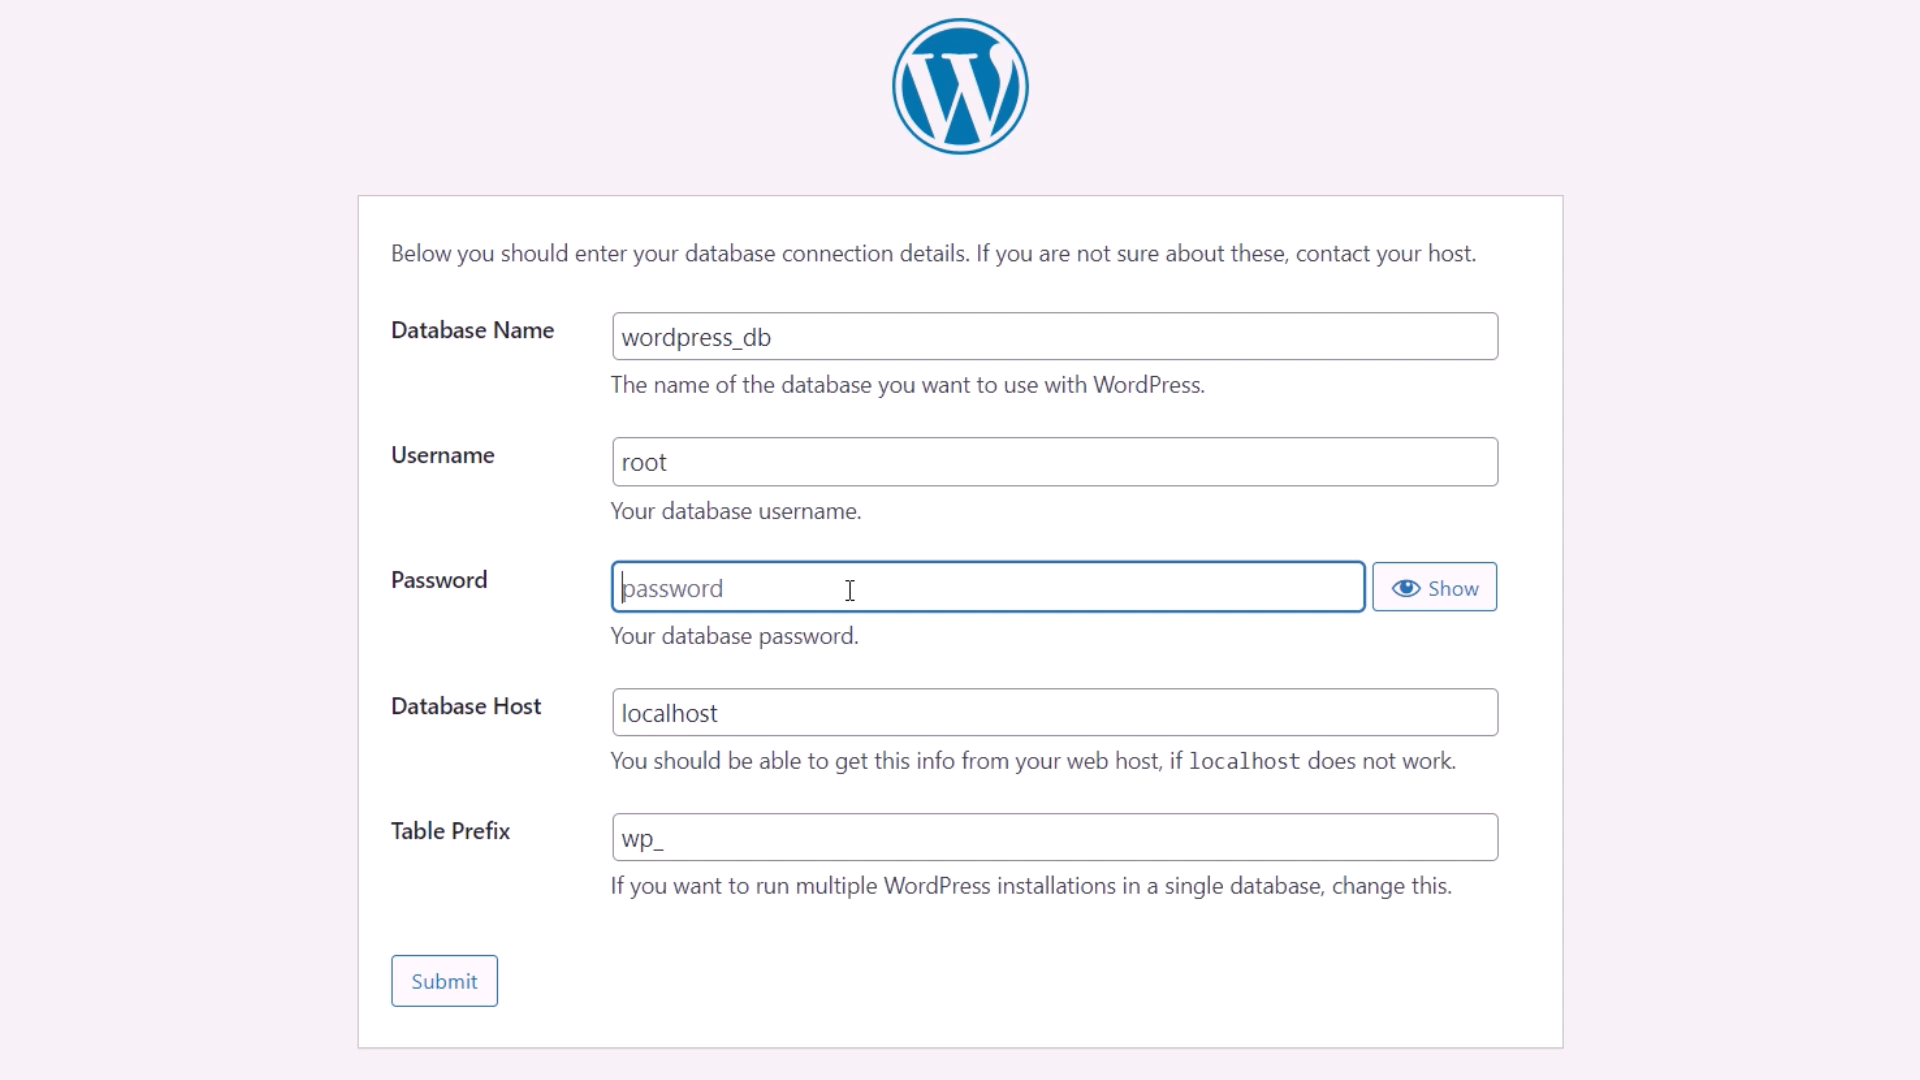 Below you should enter your database connection details. If you are not sure about these, contact your host.
Database Name
wordpress_db
The name of the database you want to use with WordPress.
Username
root
Your database username.
Password
password
Show
Your database password.
Database Host
localhost
You should be able to get this info from your web host, if localhost does not work.
Table Prefix
wp_
If you want to run multiple WordPress installations in a single database, change this.
Submit